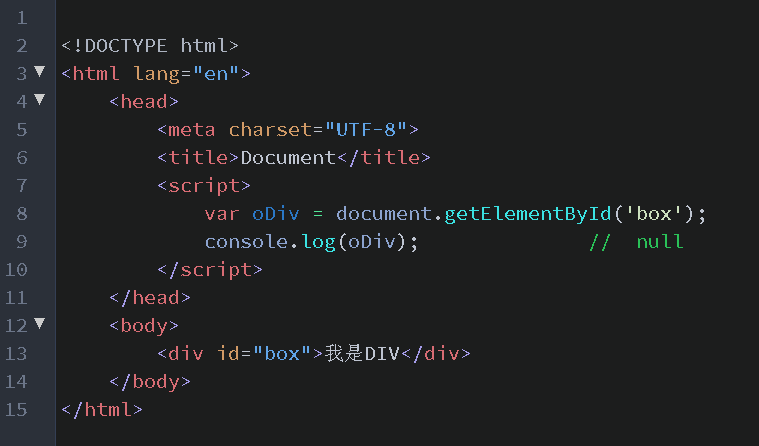 1
2 <!DOCTYPE html>
3 <html lang="en">
4 <head>
5 <meta charset="UTF-8">
6 <title>Document</title>
7 <script>
8 var oDiv = document.getElementById('box');
9 console.log(oDiv); // null
10 </script>
11 </head>
12 <body>
13 <div id="box">我是DIV</div>
14 </body>
15 </html>